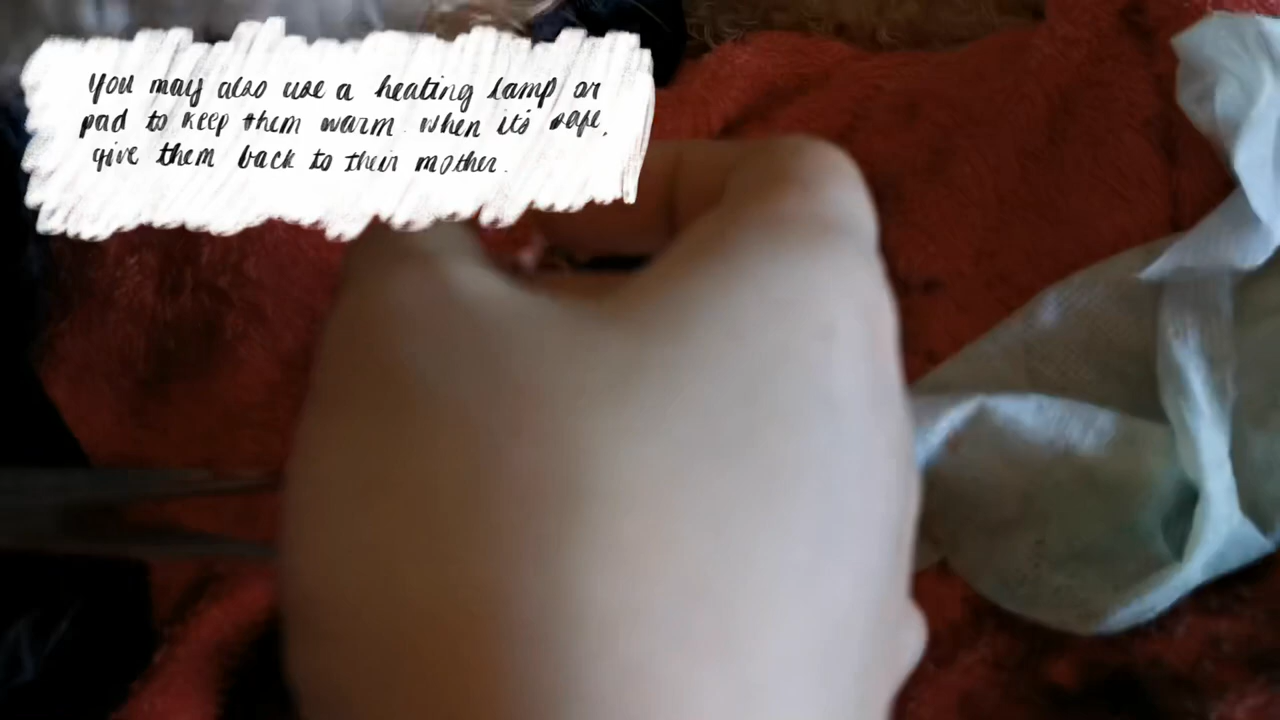 You may also use a heating lamp or
pad to keep them warm. When it's safe,
give them back to their mother.